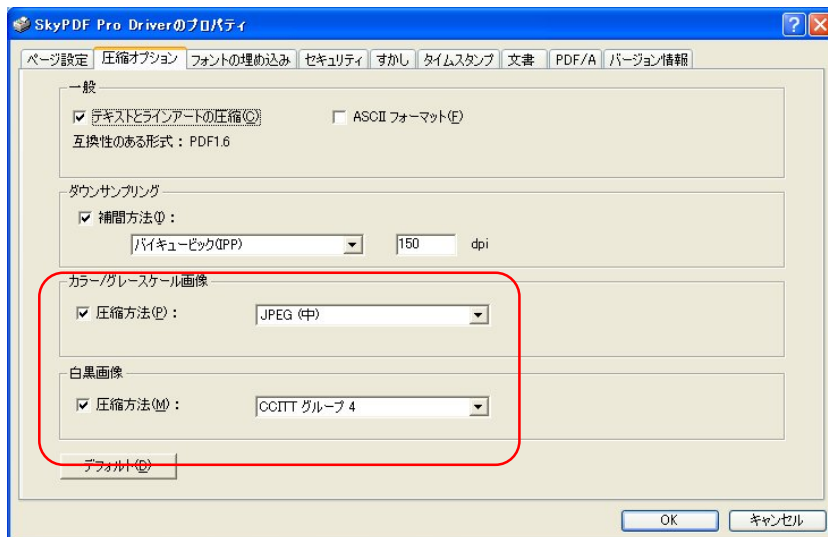 SkyPDF Pro Driverのプロパティ
ページ設定 圧縮オプション フォントの埋め込み セキュリティ すかし タイムスタンプ 文書 PDF/A バージョン情報
一般
テキストとラインアートの圧縮(C) ASCII フォーマット(F)
互換性のある形式： PDF1.6
ダウンサンプリング
補間方法(I)：
バイキュービック(IPP) 150 dpi
カラー/グレースケール画像
圧縮方法(P)： JPEG (中)
白黒画像
圧縮方法(M)： CCITT グループ 4
デフォルト(D)
OK キャンセル